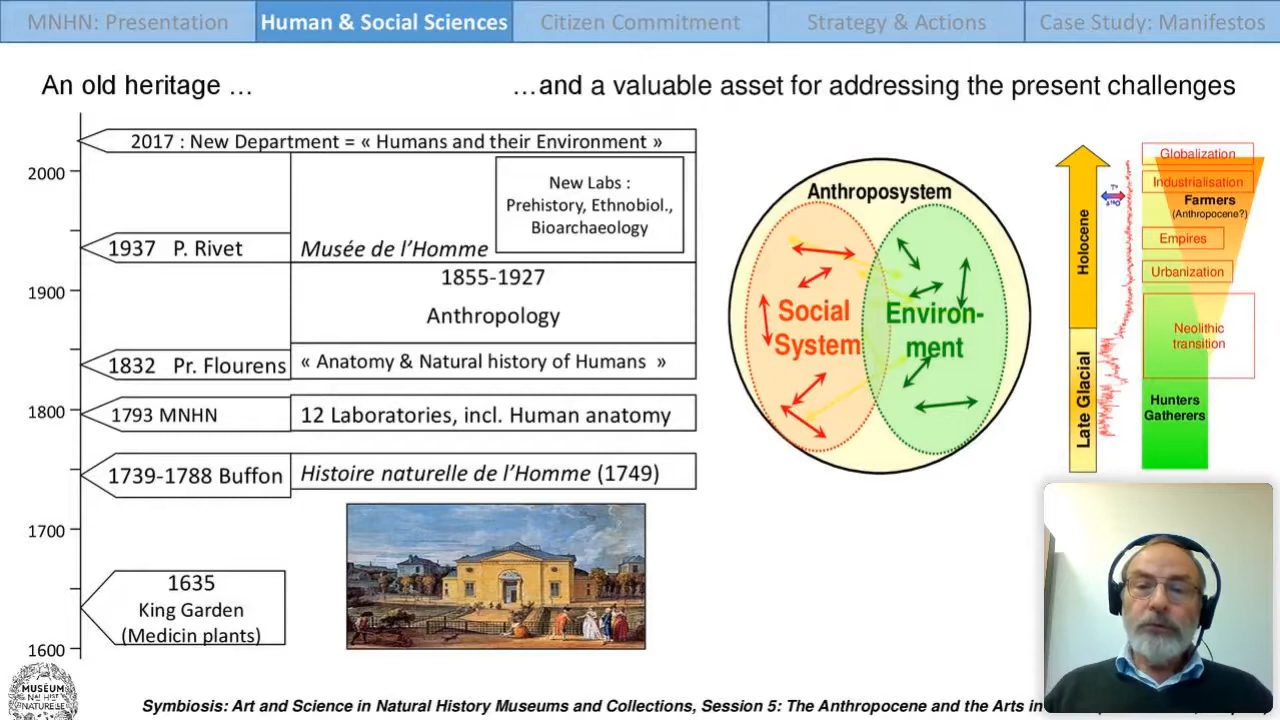 MNHN: Presentation
Human & Social Sciences
Citizen Commitment
Strategy & Actions
Case Study: Manifestos
An old heritage …
…and a valuable asset for addressing the present challenges
2017 : New Department = « Humans and their Environment »
2000
New Labs :
Prehistory, Ethnobiol.,
Bioarchaeology
1937 P. Rivet
Musée de l’Homme
1855-1927
Anthropology
1900
1832 Pr. Flourens
« Anatomy & Natural history of Humans »
1800
1793 MNHN
12 Laboratories, incl. Human anatomy
1739-1788 Buffon
Histoire naturelle de l’Homme (1749)
1700
1635
King Garden
(Medicin plants)
1600
Anthroposystem
Social
System
Environ-
ment
Holocene
Late Glacial
T°
Globalization
Industrialisation
Farmers
(Anthropocene?)
Empires
Urbanization
Neolithic
transition
Hunters
Gatherers
MUSEUM
NAT HIST
NATURELLE
Symbiosis: Art and Science in Natural History Museums and Collections, Session 5: The Anthropocene and the Arts in